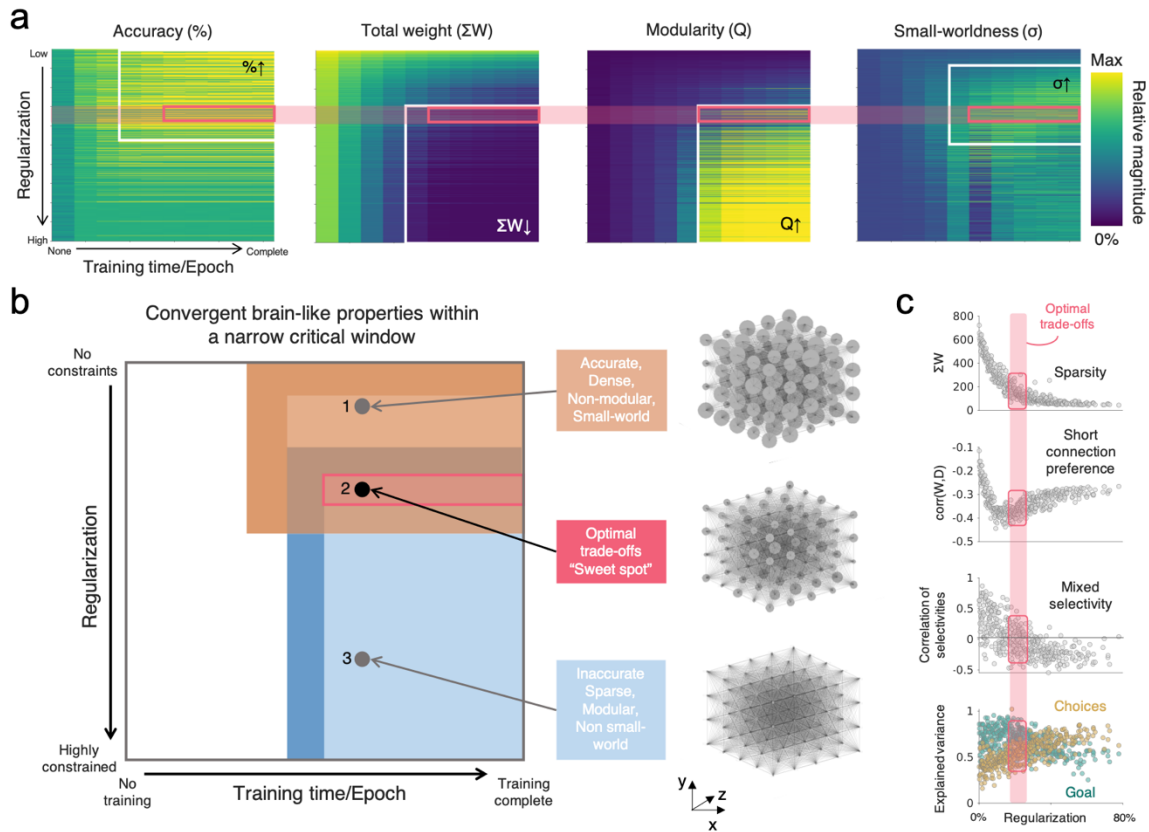 a
Accuracy (%)
Total weight (ΣW)
Modularity (Q)
Small-worldness (σ)
Low
Regularization
High
%↑
ΣW↓
Q↑
σ↑
Max
Relative magnitude
0%
None
Complete
Training time/Epoch
b
Convergent brain-like properties within
a narrow critical window
No
constraints
Regularization
Highly
constrained
No
training
Training time/Epoch
Training
complete
1
2
3
Accurate,
Dense,
Non-modular,
Small-world
Optimal
trade-offs
“Sweet spot”
Inaccurate
Sparse,
Modular,
Non small-
world
y
z
x
c
Optimal
trade-offs
ΣW
800
600
400
200
0
Sparsity
corr(W,D)
-0.1
-0.2
-0.3
-0.4
-0.5
Short
connection
preference
Correlation of
selectivities
1
0.5
0
-0.5
Mixed
selectivity
Explained variance
1
0.5
0
Choices
Goal
0%
Regularization
80%